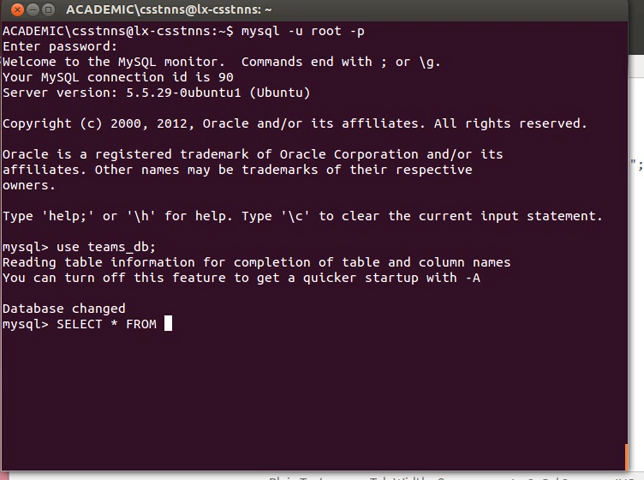 ACADEMIC\csstnns@lx-csstnns: ~
ACADEMIC\csstnns@lx-csstnns:~$ mysql -u root -p
Enter password:
Welcome to the MySQL monitor.  Commands end with ; or \g.
Your MySQL connection id is 90
Server version: 5.5.29-0ubuntu1 (Ubuntu)
Copyright (c) 2000, 2012, Oracle and/or its affiliates. All rights reserved.
Oracle is a registered trademark of Oracle Corporation and/or its
affiliates. Other names may be trademarks of their respective
owners.
Type 'help;' or '\h' for help. Type '\c' to clear the current input statement.
mysql> use teams_db;
Reading table information for completion of table and column names
You can turn off this feature to get a quicker startup with -A
Database changed
mysql> SELECT * FROM
";